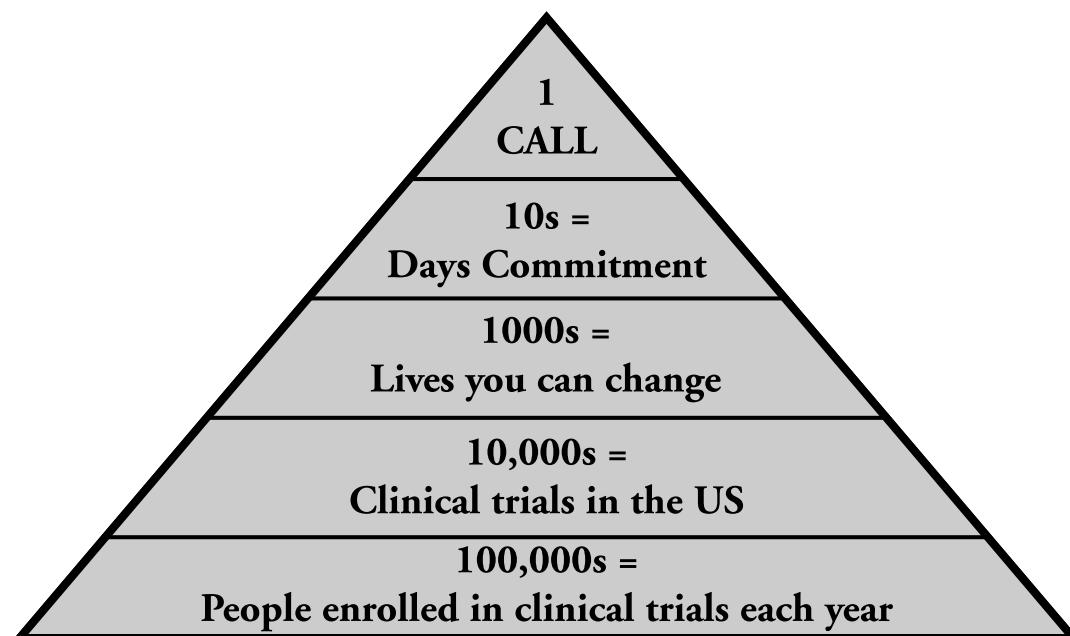 1
CALL
10s =
Days Commitment
1000s =
Lives you can change
10,000s =
Clinical trials in the US
100,000s =
People enrolled in clinical trials each year